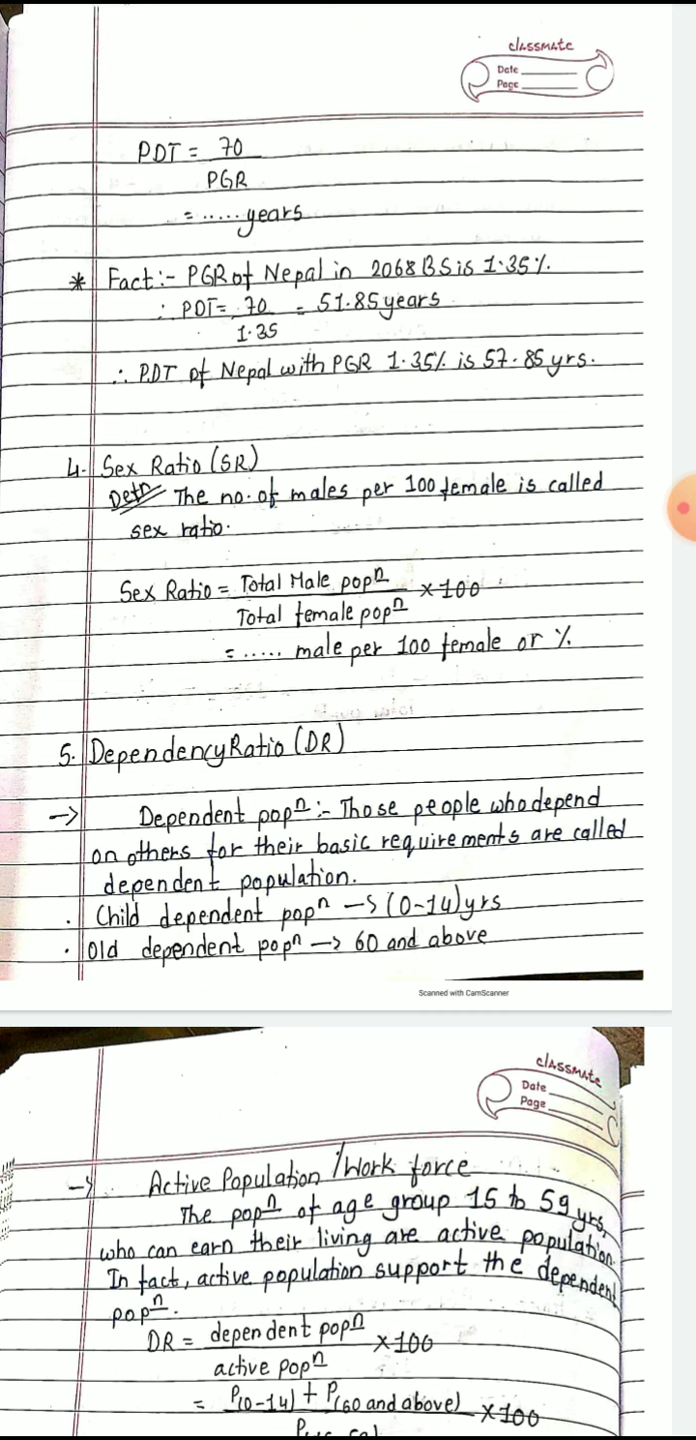 classmate
Date
Page
PDT = 70
PGR
= ..... years
* Fact:- PGR of Nepal in 2068 BS is 1.35%.
∴ PDT = 70 = 51.85 years
1.35
∴ PDT of Nepal with PGR 1.35% is 57.85 yrs.
4. Sex Ratio (SR)
Defn The no. of males per 100 female is called
sex ratio.
Sex Ratio = Total Male popn × 100
Total female popn
= ..... male per 100 female or %
5. Dependency Ratio (DR)
→ Dependent popn :- Those people who depend
on others for their basic requirements are called
dependent population.
. Child dependent popn → (0-14) yrs
. Old dependent popn → 60 and above
Scanned with CamScanner
classmate
Date
Page
→ Active Population / Work force
The popn of age group 15 to 59 yrs,
who can earn their living are active population.
In fact, active population support the dependent
popn.
DR = dependent popn × 100
active popn
= P(0-14) + P(60 and above) × 100